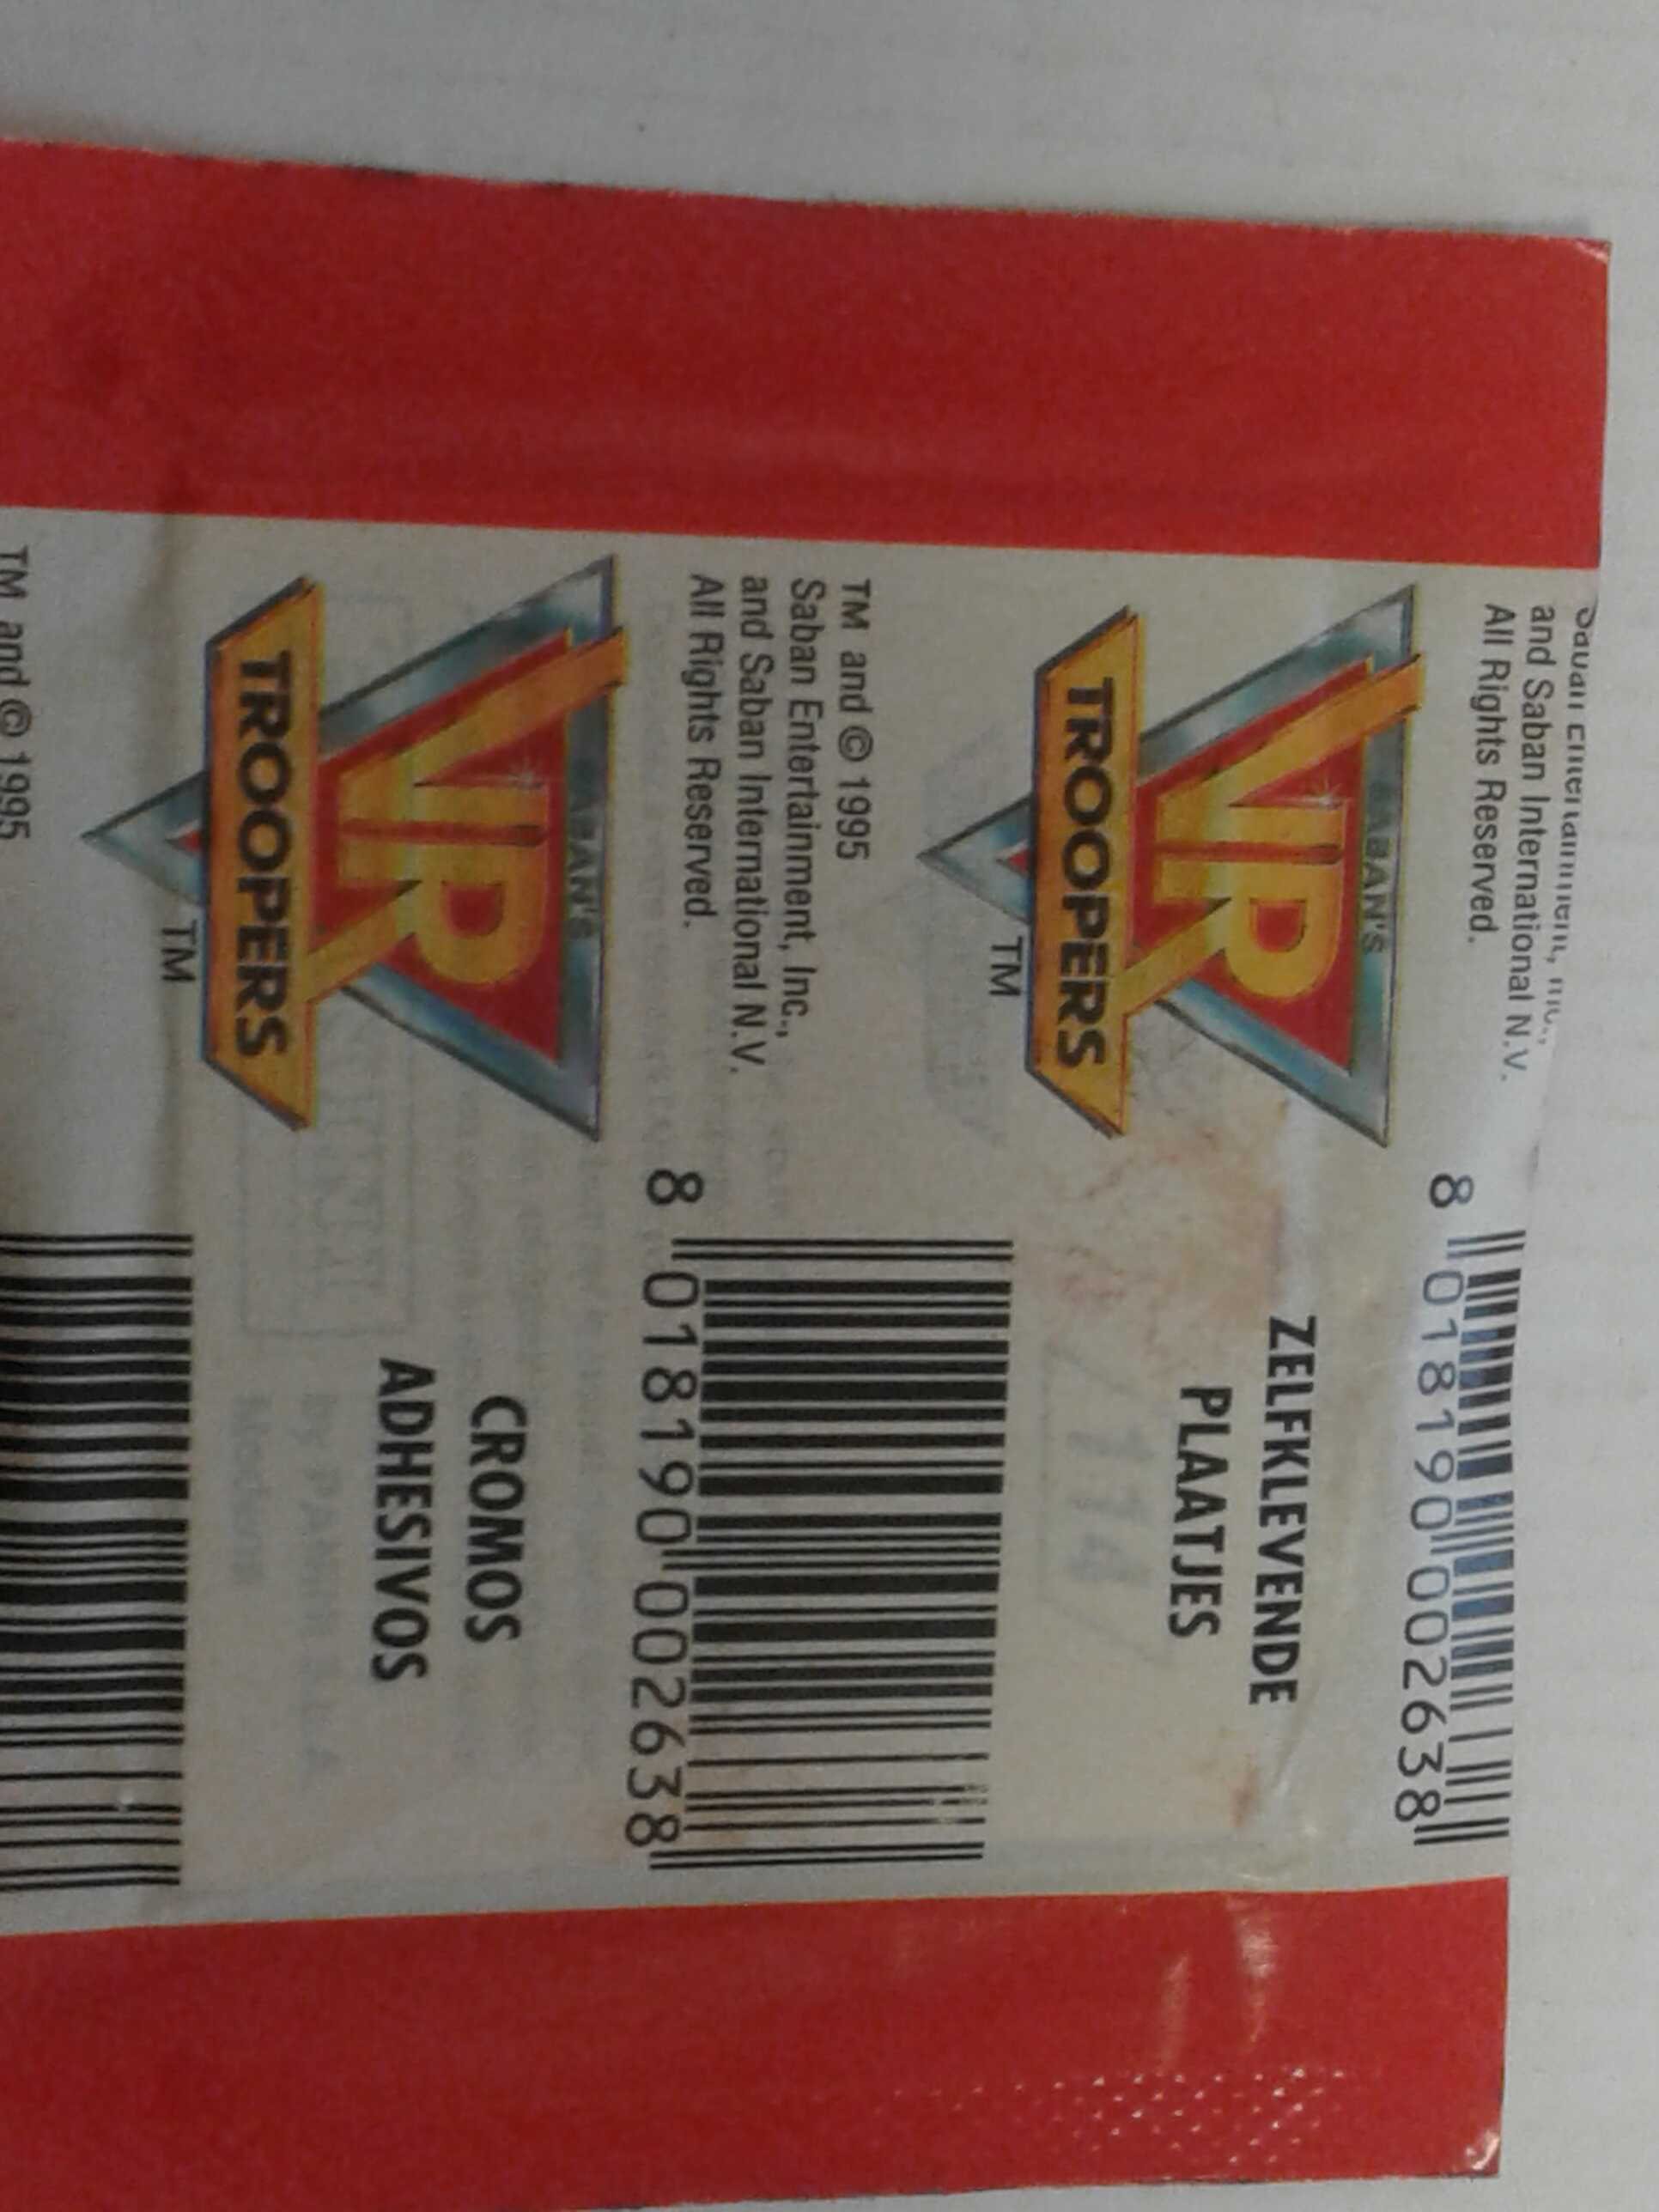 Saban Entertainment, Inc.,
and Saban International N.V.
All Rights Reserved.
8 018190 002638
SABAN'S
VR
TROOPERS
TM
ZELFKLEVENDE
PLAATJES
TM and © 1995
Saban Entertainment, Inc.,
and Saban International N.V.
All Rights Reserved.
8 018190 002638
SABAN'S
VR
TROOPERS
TM
CROMOS
ADHESIVOS
TM and © 1995